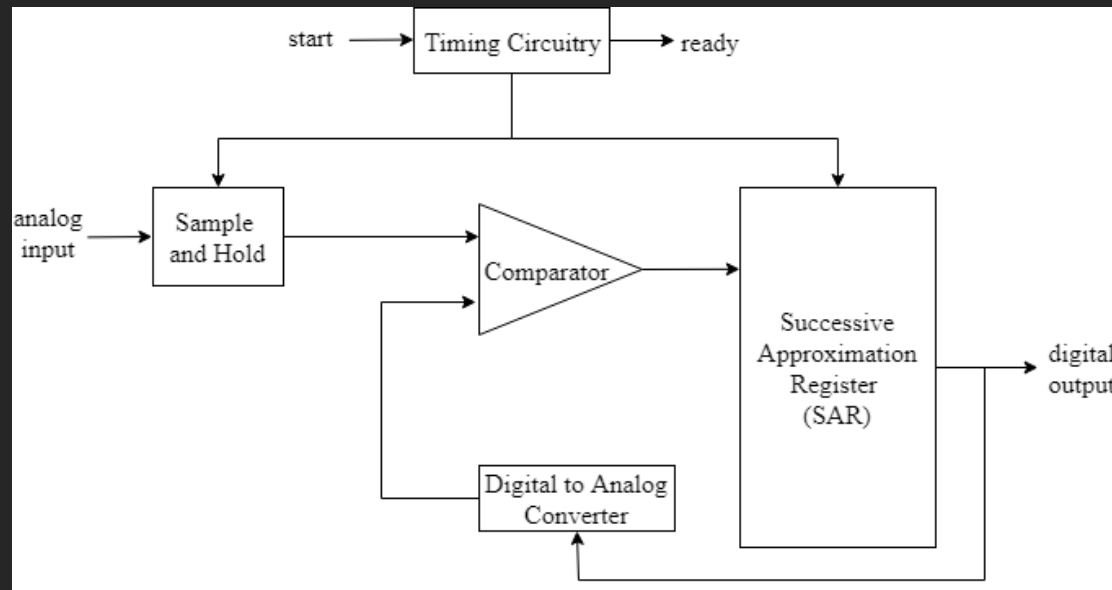 start
Timing Circuitry
ready
analog
input
Sample
and Hold
Comparator
Successive
Approximation
Register
(SAR)
digital
output
Digital to Analog
Converter